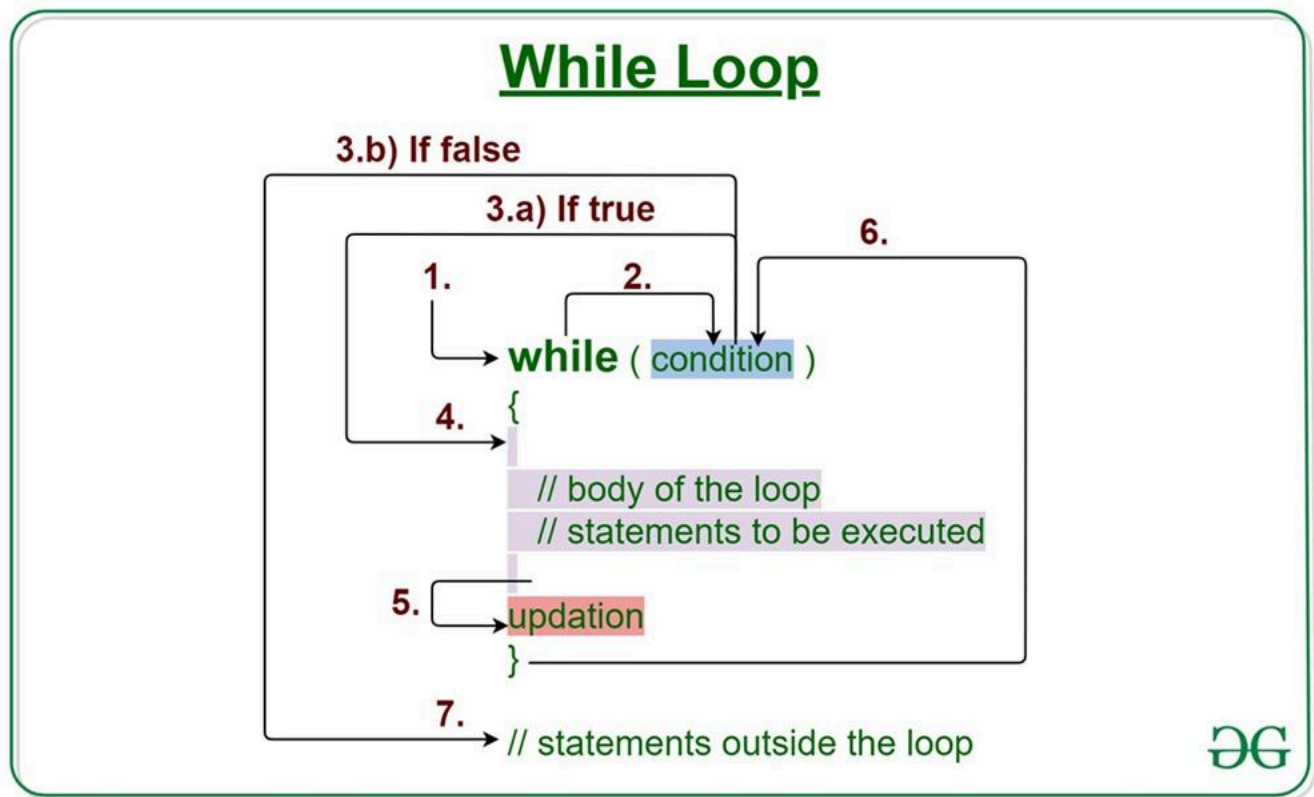 While Loop
3.b) If false
3.a) If true
6.
1.
2.
while ( condition )
{
4.
// body of the loop
// statements to be executed
5.
updation
}
7.
// statements outside the loop